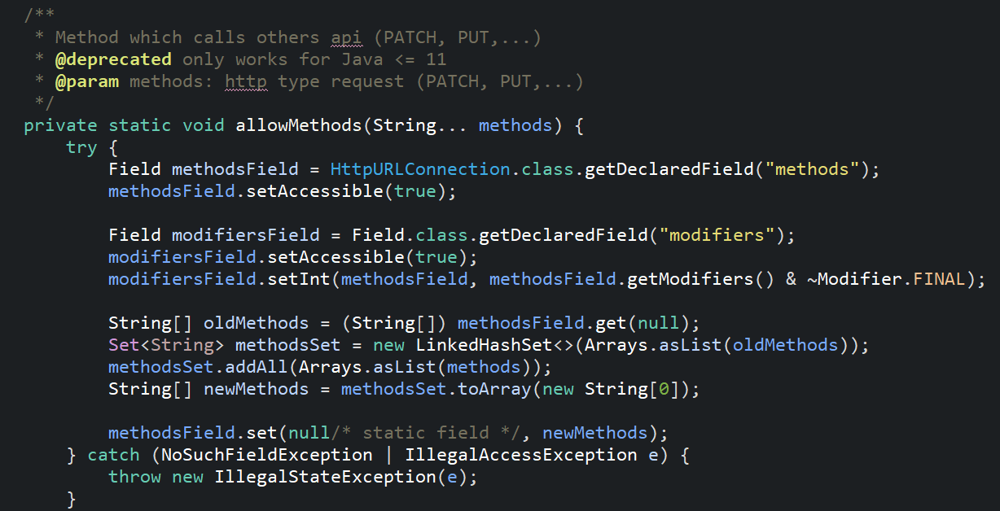 /**
 * Method which calls others api (PATCH, PUT,...)
 * @deprecated only works for Java <= 11
 * @param methods: http type request (PATCH, PUT,...)
 */
private static void allowMethods(String... methods) {
    try {
        Field methodsField = HttpURLConnection.class.getDeclaredField("methods");
        methodsField.setAccessible(true);

        Field modifiersField = Field.class.getDeclaredField("modifiers");
        modifiersField.setAccessible(true);
        modifiersField.setInt(methodsField, methodsField.getModifiers() & ~Modifier.FINAL);

        String[] oldMethods = (String[]) methodsField.get(null);
        Set<String> methodsSet = new LinkedHashSet<>(Arrays.asList(oldMethods));
        methodsSet.addAll(Arrays.asList(methods));
        String[] newMethods = methodsSet.toArray(new String[0]);

        methodsField.set(null/* static field */, newMethods);
    } catch (NoSuchFieldException | IllegalAccessException e) {
        throw new IllegalStateException(e);
    }